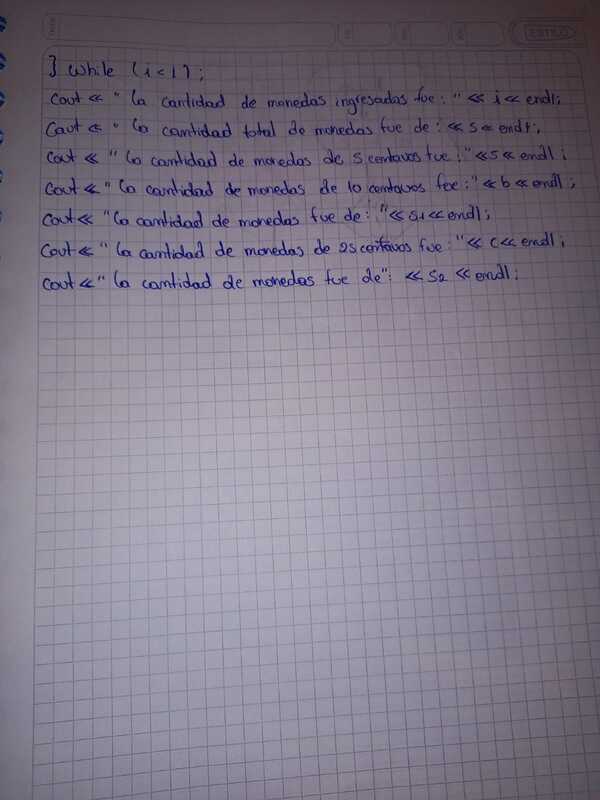 ESTILO
} while (i<1);
Cout << " la cantidad de monedas ingresadas fue: " << i << endl;
Cout << " la cantidad total de monedas fue de : << s << endl;
Cout << " la cantidad de monedas de 5 centavos fue : " << s << endl ;
Cout << " la cantidad de monedas de 10 centavos fue : " << b << endl ;
Cout << " la cantidad de monedas fue de : " << s1 << endl ;
Cout << " la cantidad de monedas de 25 centavos fue : " << c << endl ;
Cout << " la cantidad de monedas fue de": << s2 << endl ;